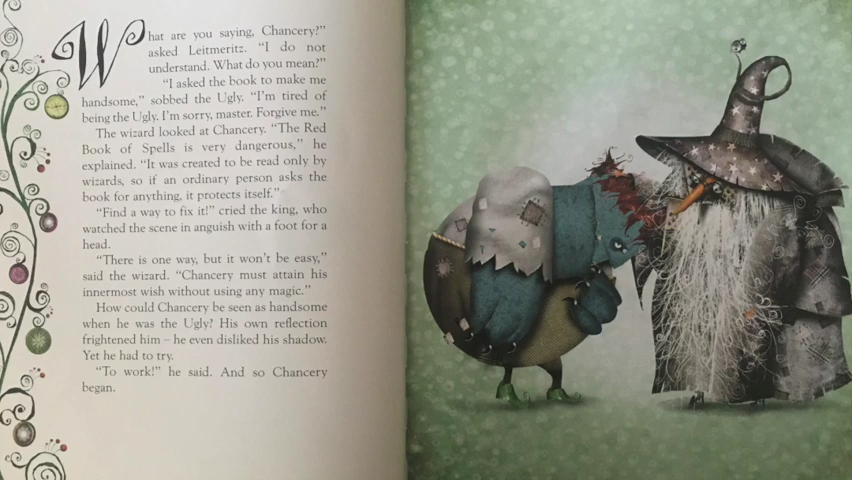 What are you saying, Chancery?"
asked Leitmeritz. "I do not
understand. What do you mean?"
"I asked the book to make me
handsome," sobbed the Ugly. "I'm tired of
being the Ugly. I'm sorry, master. Forgive me."
The wizard looked at Chancery. "The Red
Book of Spells is very dangerous," he
explained. "It was created to be read only by
wizards, so if an ordinary person asks the
book for anything, it protects itself."
"Find a way to fix it!" cried the king, who
watched the scene in anguish with a foot for a
head.
"There is one way, but it won't be easy,"
said the wizard. "Chancery must attain his
innermost wish without using any magic."
How could Chancery be seen as handsome
when he was the Ugly? His own reflection
frightened him – he even disliked his shadow.
Yet he had to try.
"To work!" he said. And so Chancery
began.